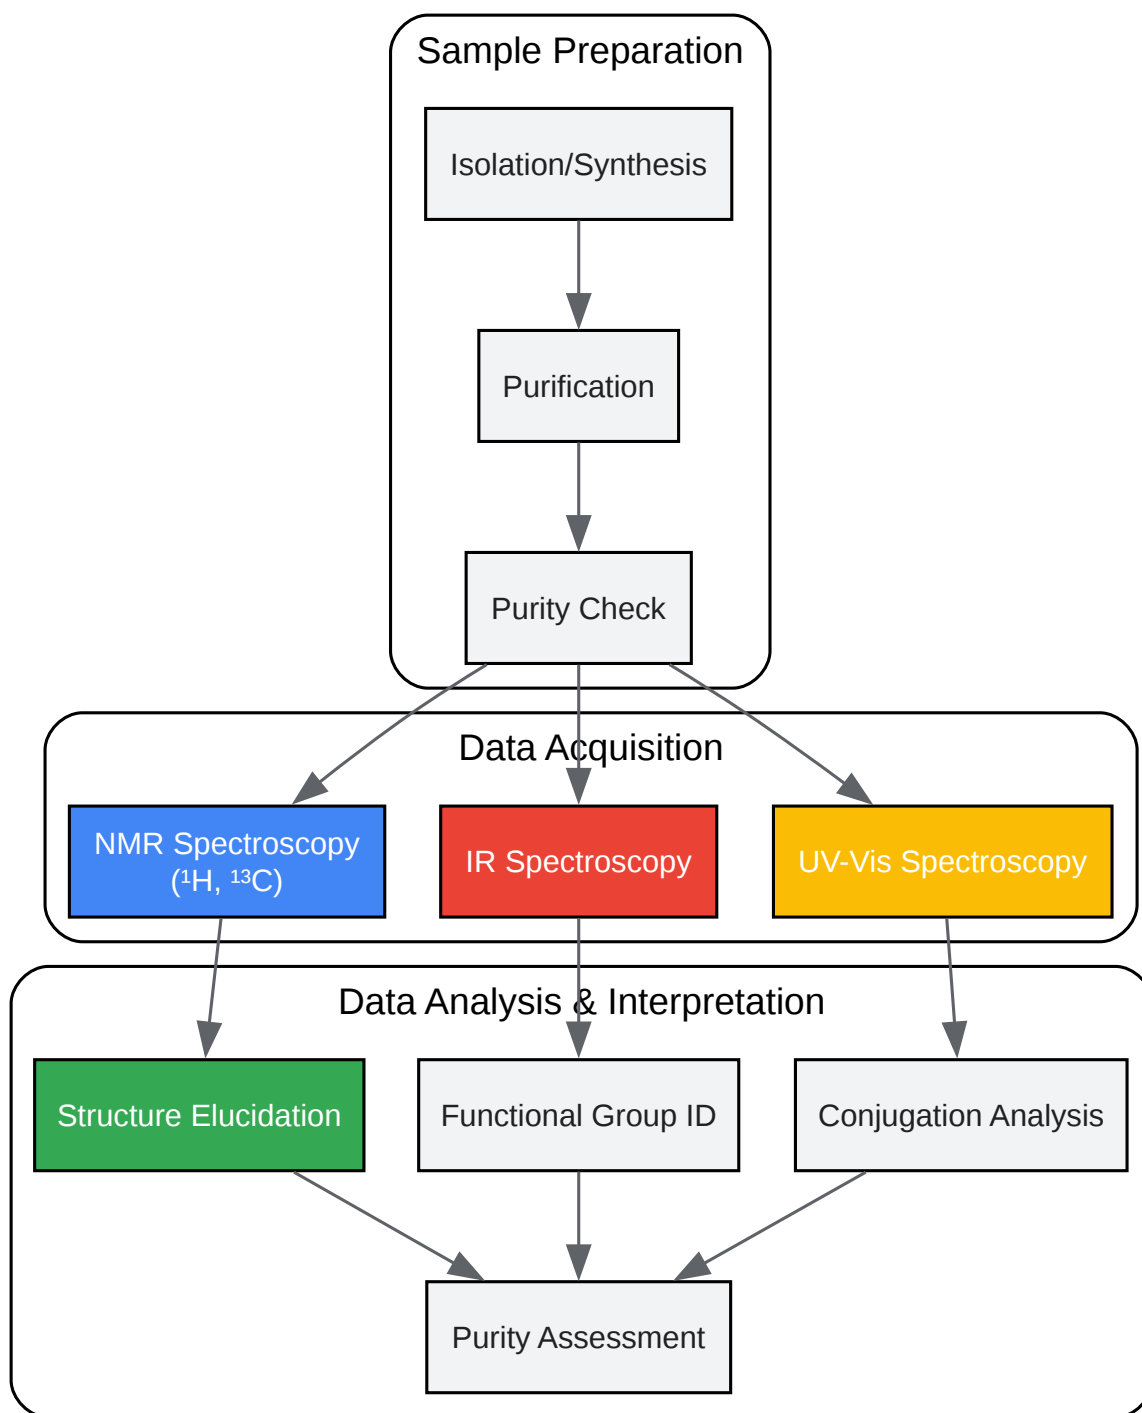 Sample Preparation
Isolation/Synthesis
Purification
Purity Check
Data Acquisition
NMR Spectroscopy
(¹H, ¹³C)
IR Spectroscopy
UV-Vis Spectroscopy
Data Analysis & Interpretation
Structure Elucidation
Functional Group ID
Conjugation Analysis
Purity Assessment